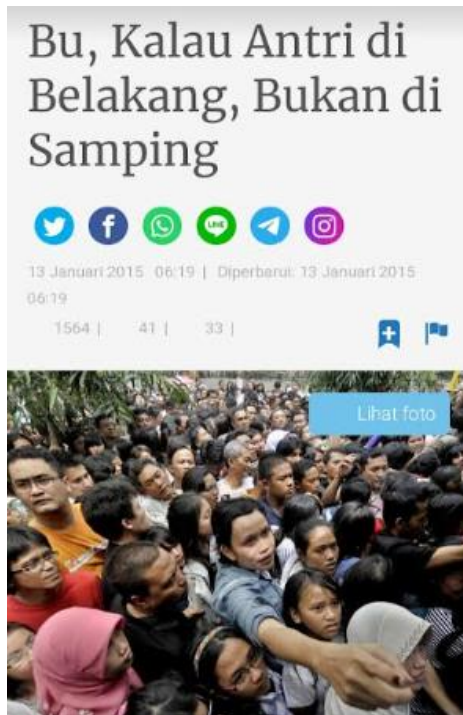 Bu, Kalau Antri di
Belakang, Bukan di
Samping
LINE
13 Januari 2015 06:19 | Diperbarui: 13 Januari 2015
06:19
1564 | 41 | 33 |
Lihat foto